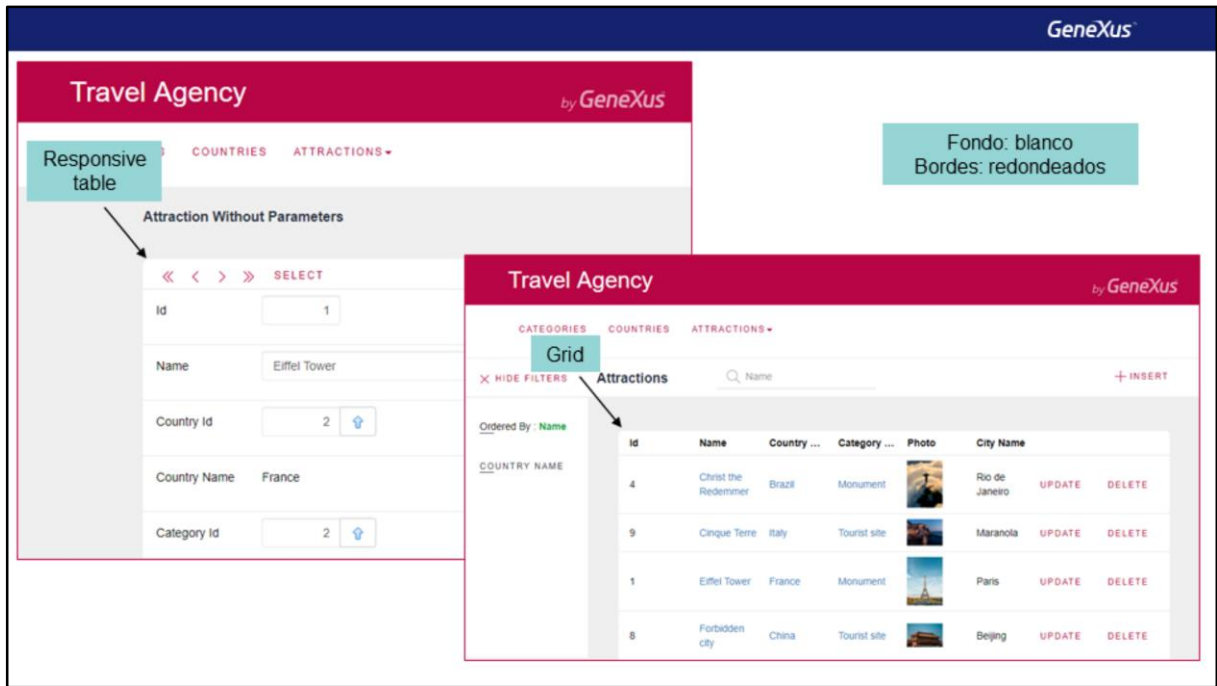 GeneXus
Travel Agency
by GeneXus
COUNTRIES ATTRACTIONS
Responsive
table
Fondo: blanco
Bordes: redondeados
Attraction Without Parameters
SELECT
Id 1
Name Eiffel Tower
Country Id 2
Country Name France
Category Id 2
Travel Agency
by GeneXus
CATEGORIES COUNTRIES ATTRACTIONS
Grid
HIDE FILTERS Attractions Name INSERT
Ordered By : Name
COUNTRY NAME
Id Name Country ... Category ... Photo City Name
4 Christ the Redemmer Brazil Monument Rio de Janeiro UPDATE DELETE
9 Cinque Terre Italy Tourist site Maranola UPDATE DELETE
1 Eiffel Tower France Monument Paris UPDATE DELETE
8 Forbidden city China Tourist site Beijing UPDATE DELETE